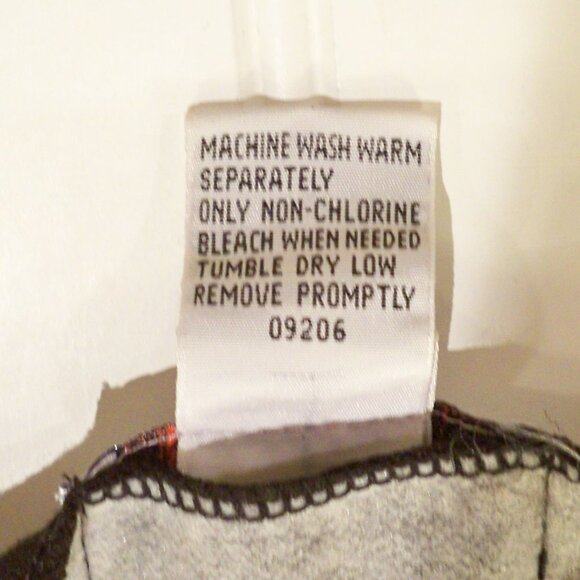 MACHINE WASH WARM
SEPARATELY
ONLY NON-CHLORINE
BLEACH WHEN NEEDED
TUMBLE DRY LOW
REMOVE PROMPTLY
09206